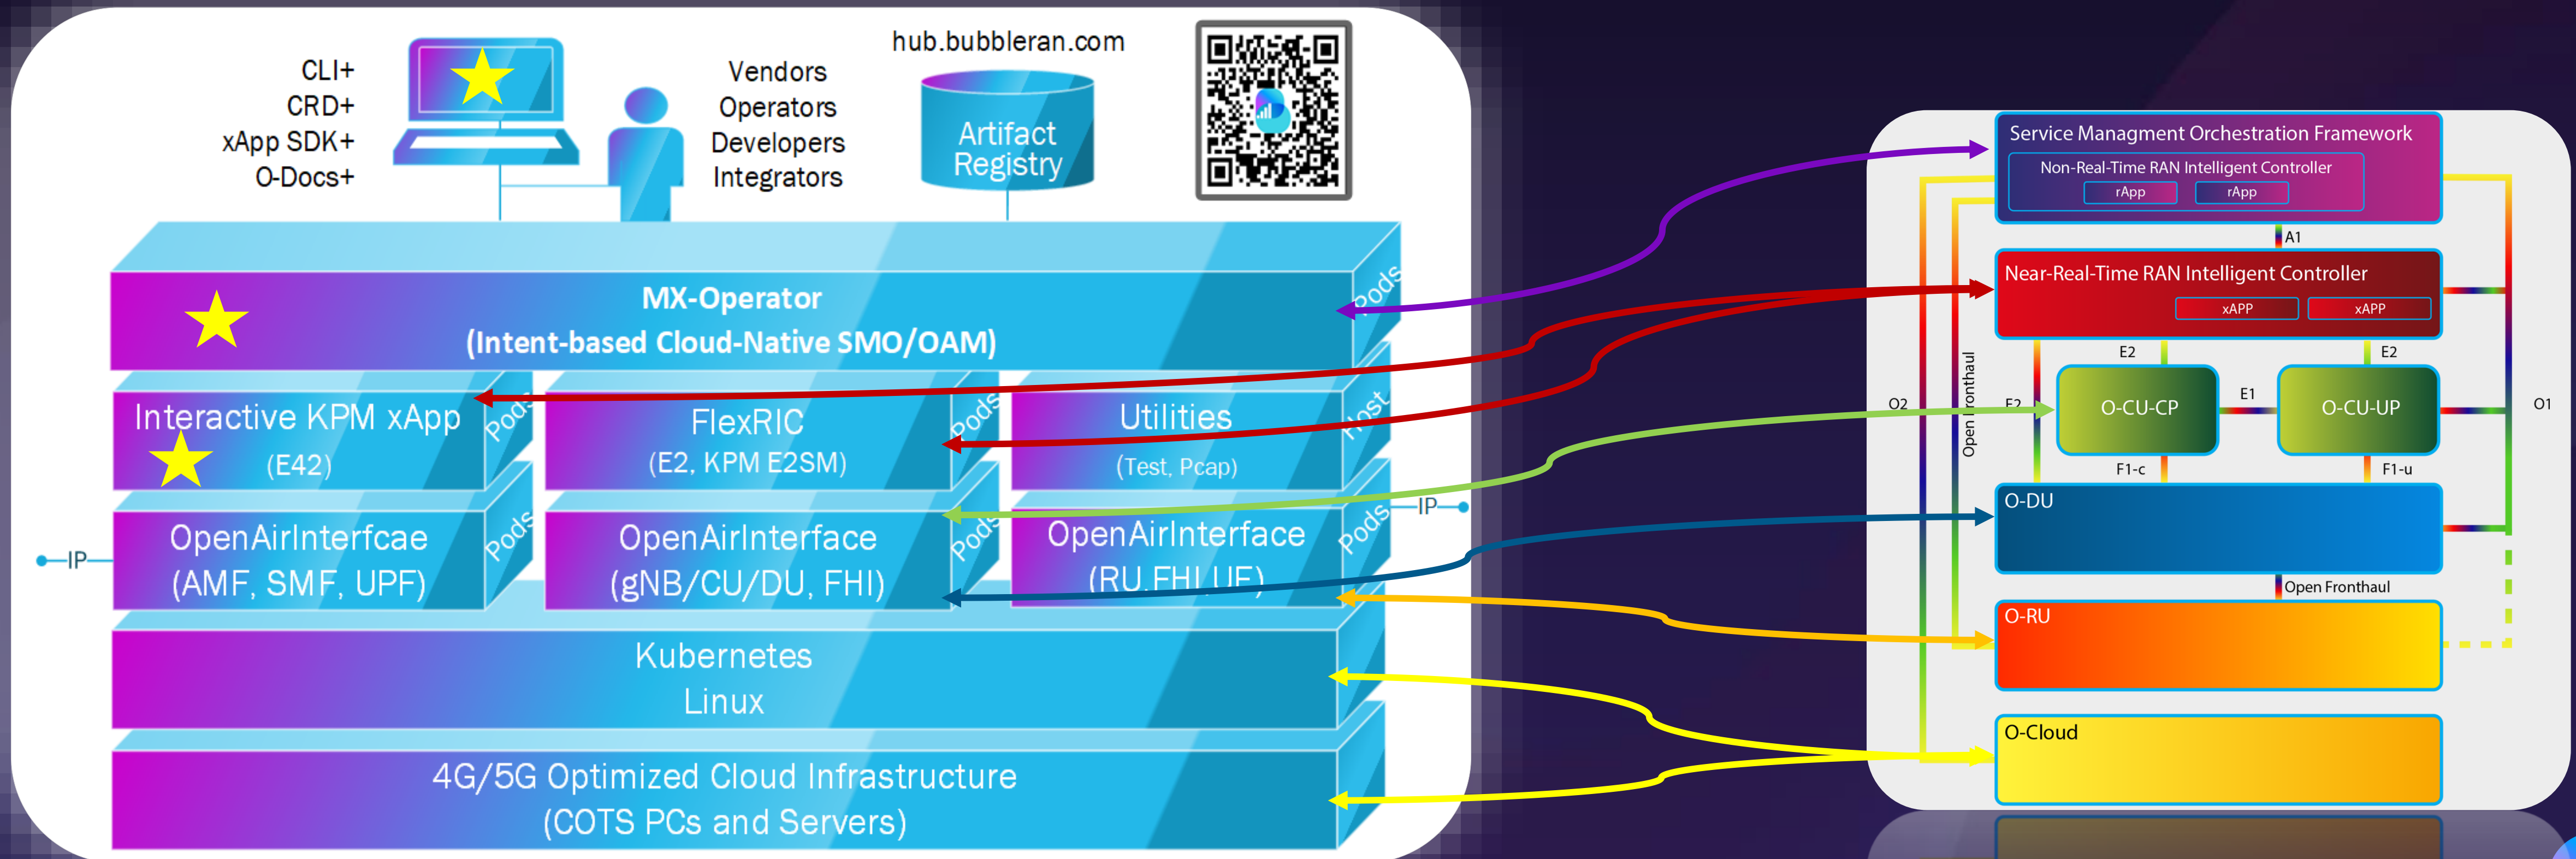 CLI+
CRD+
xApp SDK+
O-Docs+
Vendors
Operators
Developers
Integrators
hub.bubbleran.com
Artifact
Registry
MX-Operator
(Intent-based Cloud-Native SMO/OAM)
Pods
Interactive KPM xApp
(E42)
Pods
FlexRIC
(E2, KPM E2SM)
Pods
Utilities
(Test, Pcap)
Host
IP
OpenAirInterfcae
(AMF, SMF, UPF)
Pods
OpenAirInterface
(gNB/CU/DU, FHI)
Pods
OpenAirInterface
(RU,FHI,UE)
Pods
IP
Kubernetes
Linux
4G/5G Optimized Cloud Infrastructure
(COTS PCs and Servers)
Service Managment Orchestration Framework
Non-Real-Time RAN Intelligent Controller
rApp
rApp
A1
Near-Real-Time RAN Intelligent Controller
xAPP
xAPP
O2
Open Fronthaul
E2
E2
E2
O-CU-CP
E1
O-CU-UP
O1
F1-c
F1-u
O-DU
Open Fronthaul
O-RU
O-Cloud